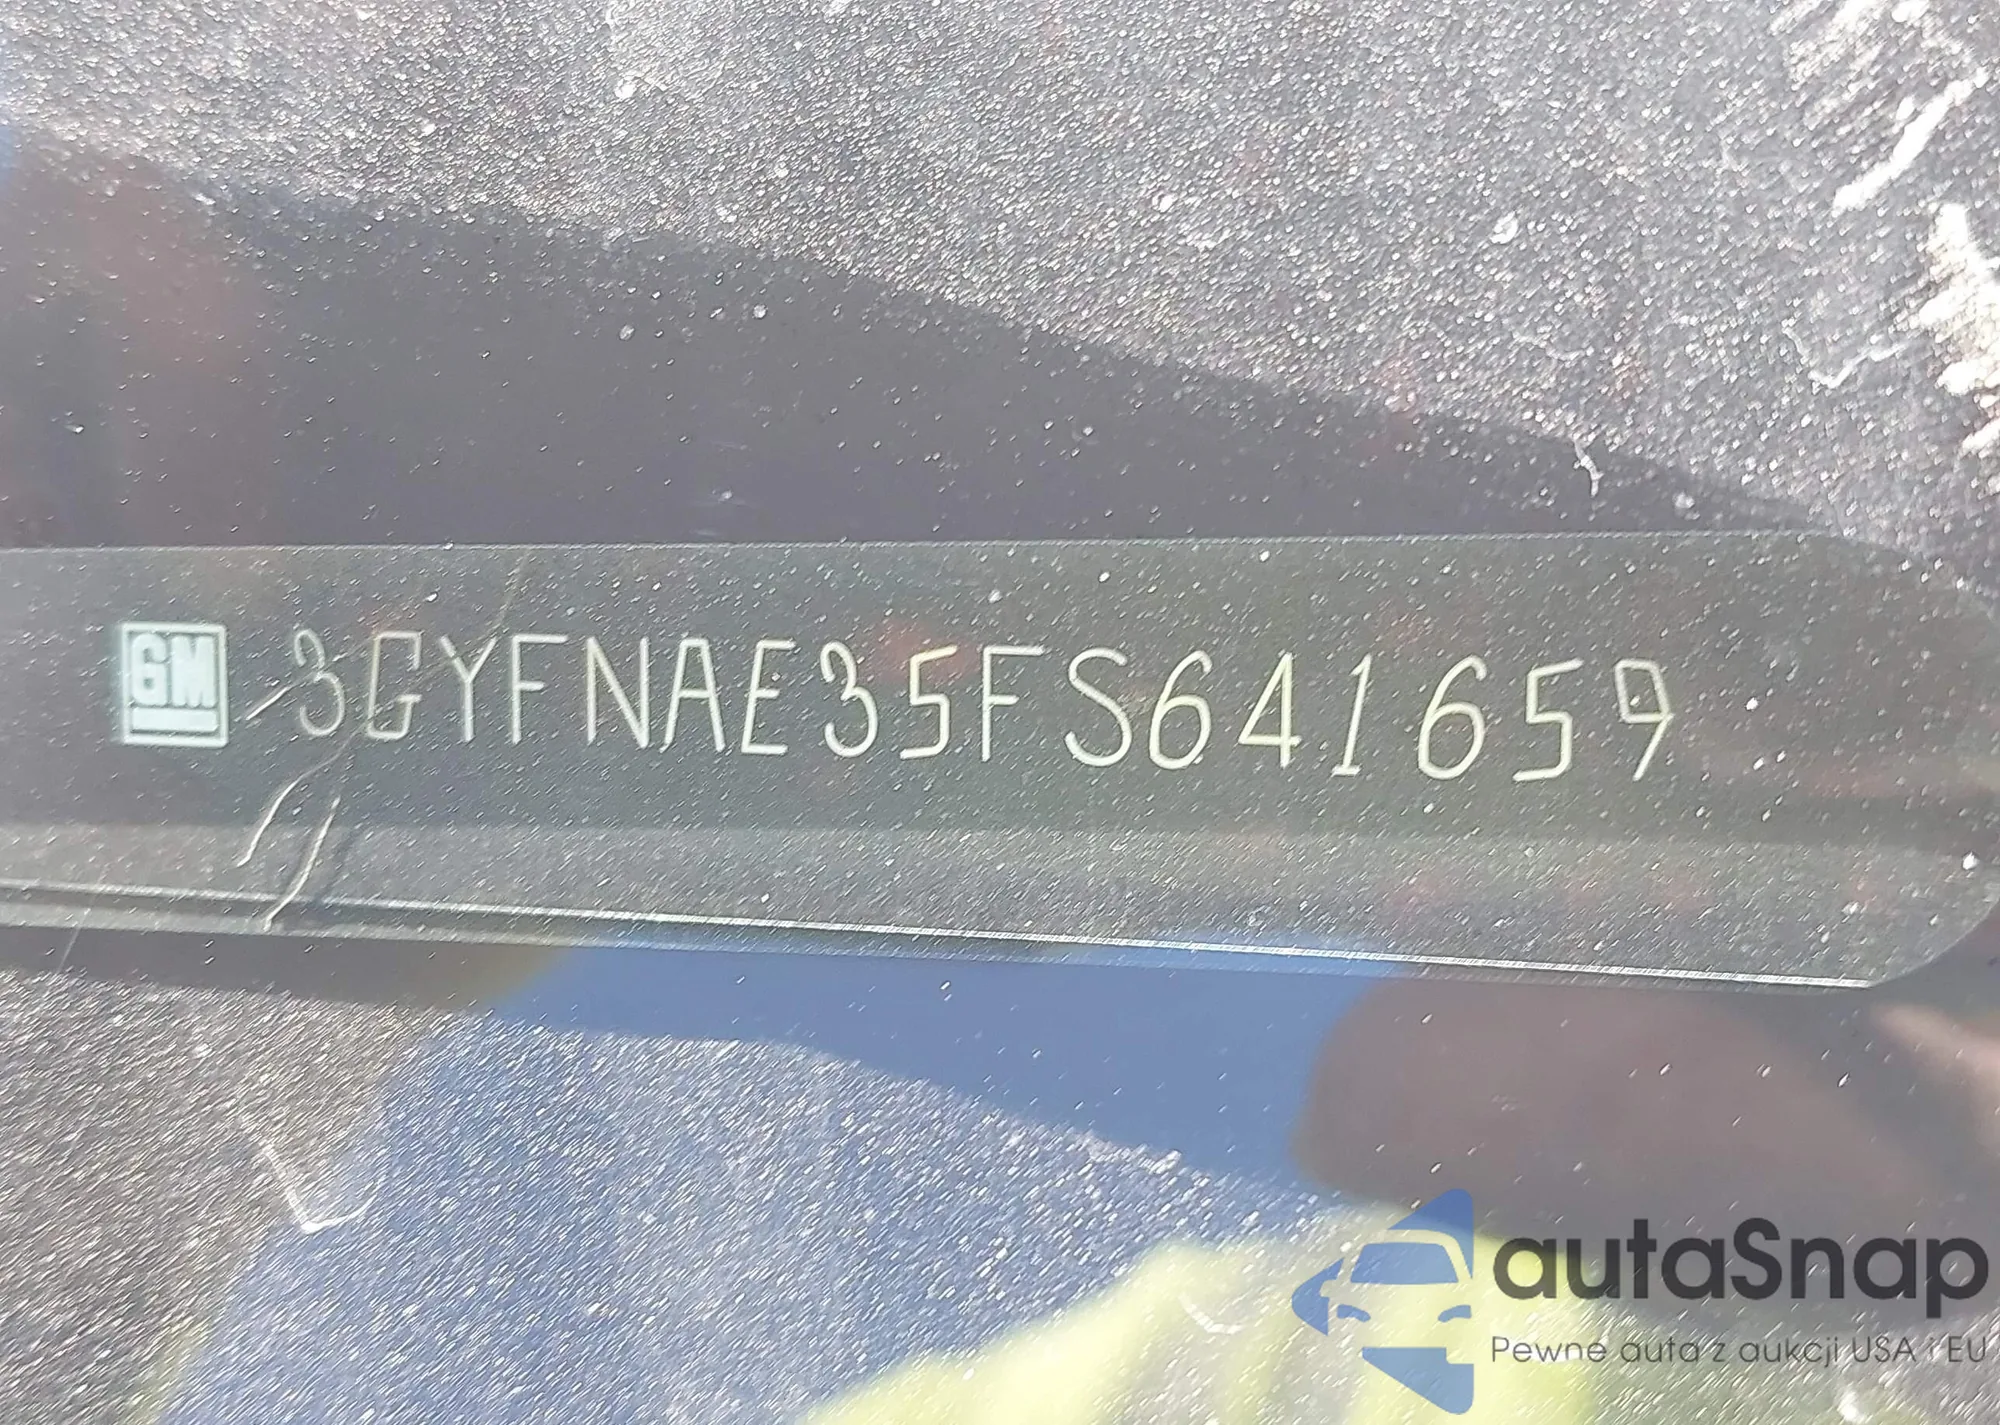 GM 3GYFNAE35FS641659
autaSnap
Pewne auta z aukcji USA i EU